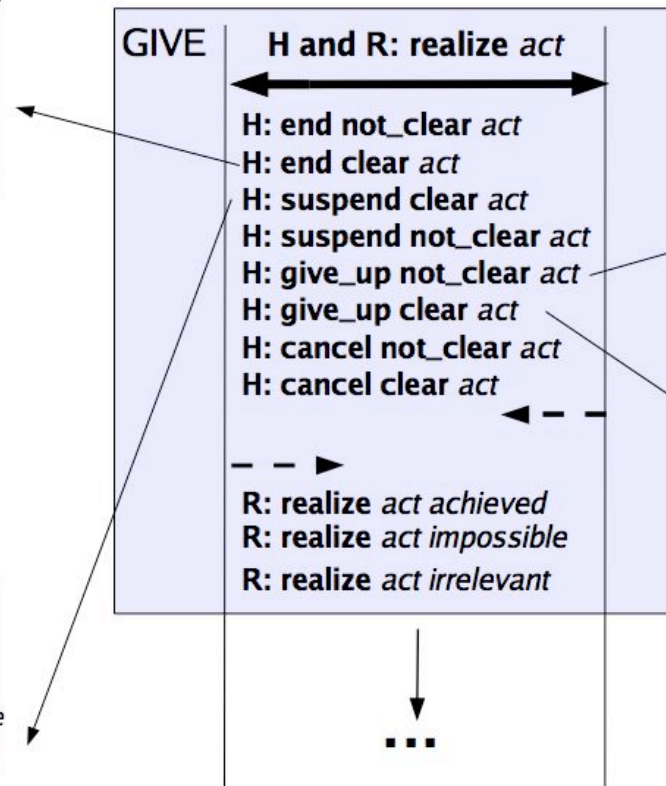 GIVE
H and R: realize act
H: end not_clear act
H: end clear act
H: suspend clear act
H: suspend not_clear act
H: give_up not_clear act
H: give_up clear act
H: cancel not_clear act
H: cancel clear act
R: realize act achieved
R: realize act impossible
R: realize act irrelevant
...